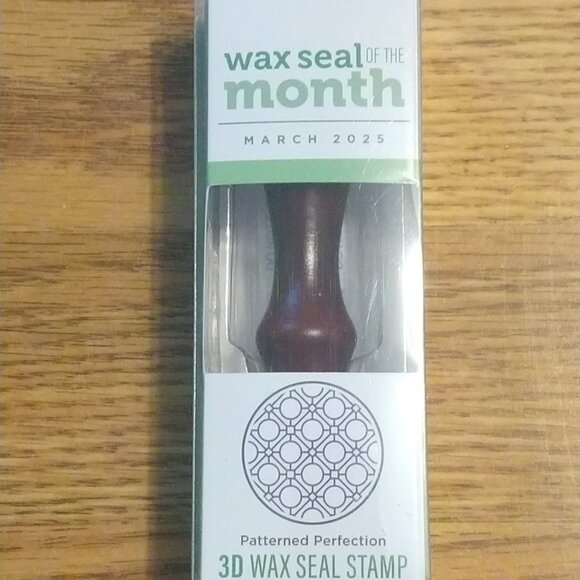 wax seal OF THE
month
MARCH 2025
Patterned Perfection
3D WAX SEAL STAMP